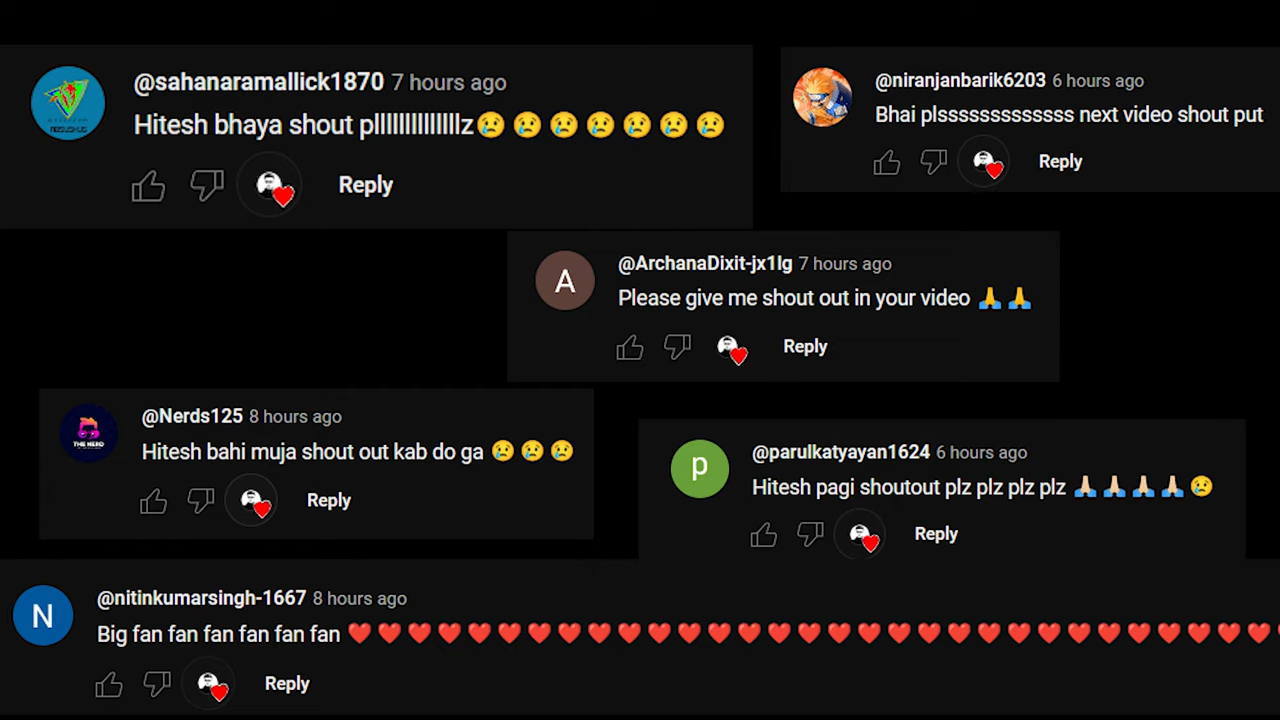 @sahanaramallick1870 7 hours ago
Hitesh bhaya shout plllllllllllllz😢😢😢😢😢😢😢
Reply
@niranjanbarik6203 6 hours ago
Bhai plsssssssssssss next video shout put
Reply
A
@ArchanaDixit-jx1lg 7 hours ago
Please give me shout out in your video 🙏🙏
Reply
THE NERD
@Nerds125 8 hours ago
Hitesh bahi muja shout out kab do ga 😢😢😢
Reply
P
@parulkatyayan1624 6 hours ago
Hitesh pagi shoutout plz plz plz plz 🙏🏻🙏🏻🙏🏻🙏🏻😢
Reply
N
@nitinkumarsingh-1667 8 hours ago
Big fan fan fan fan fan fan ❤❤❤❤❤❤❤❤❤❤❤❤❤❤❤❤❤❤❤❤❤❤❤❤❤❤❤❤❤❤❤
Reply